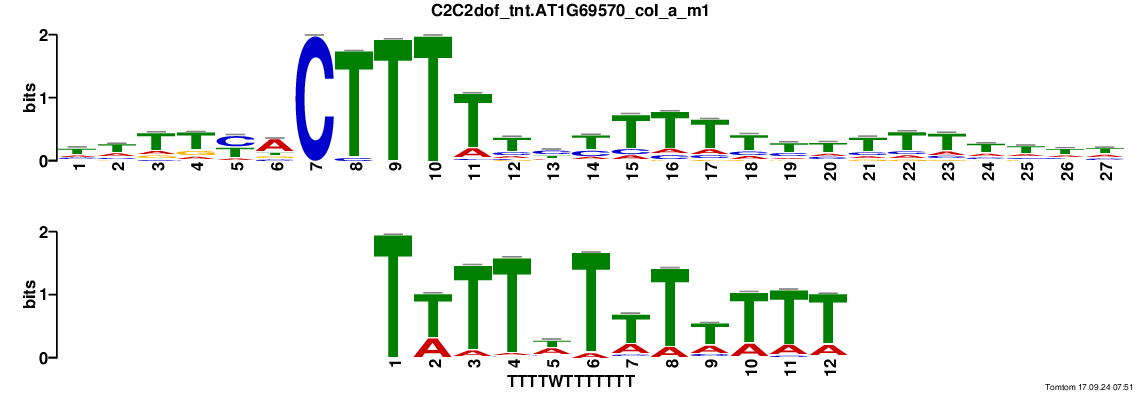 C2C2dof_tnt.AT1G69570_col_a_m1
2
bits
1
0
1 2 3 4 5 6 7 8 9 10 11 12 13 14 15 16 17 18 19 20 21 22 23 24 25 26 27
T T T T C A C T T T T T T T T T T T T T T T T T T T
2
bits
1
0
T T T T T T T T T T T T
A A A A A A A
1 2 3 4 5 6 7 8 9 10 11 12
TTTTWTTTTTTT
Tomtom 17.09.24 07:51